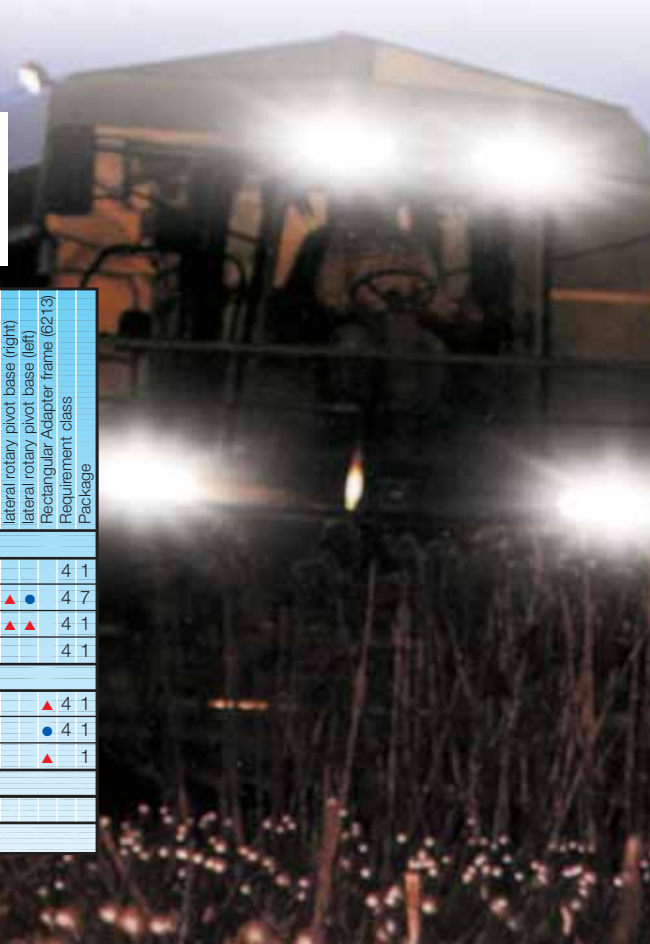 lateral rotary pivot base (right)
lateral rotary pivot base (left)
Rectangular Adapter frame (6213)
Requirement class
Package
4 1
▲ ● 4 7
▲ ▲ 4 1
4 1
▲ 4 1
● 4 1
▲ 1